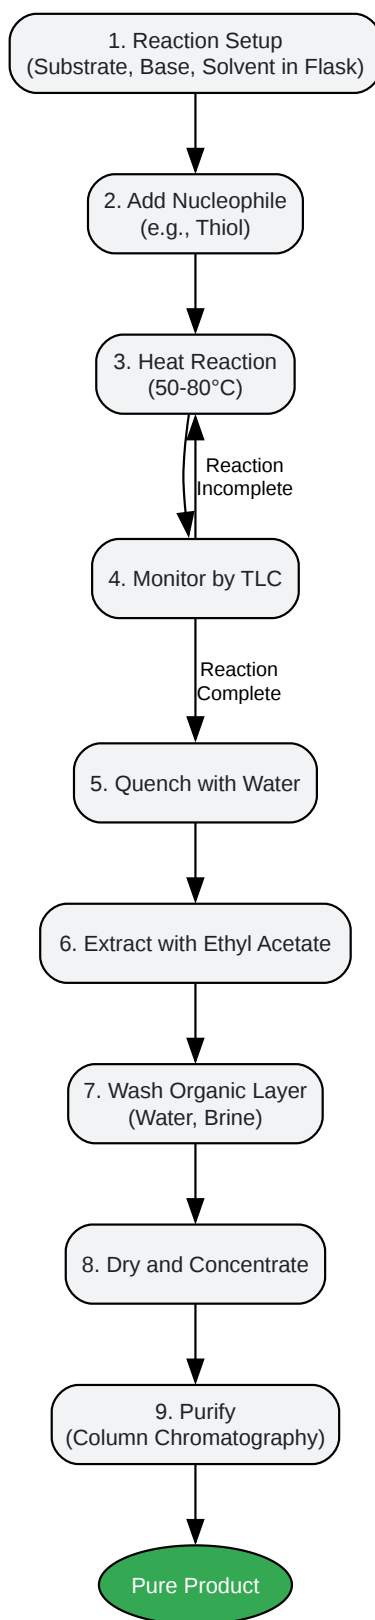 1. Reaction Setup
(Substrate, Base, Solvent in Flask)
2. Add Nucleophile
(e.g., Thiol)
3. Heat Reaction
(50-80°C)
Reaction
Incomplete
4. Monitor by TLC
Reaction
Complete
5. Quench with Water
6. Extract with Ethyl Acetate
7. Wash Organic Layer
(Water, Brine)
8. Dry and Concentrate
9. Purify
(Column Chromatography)
Pure Product